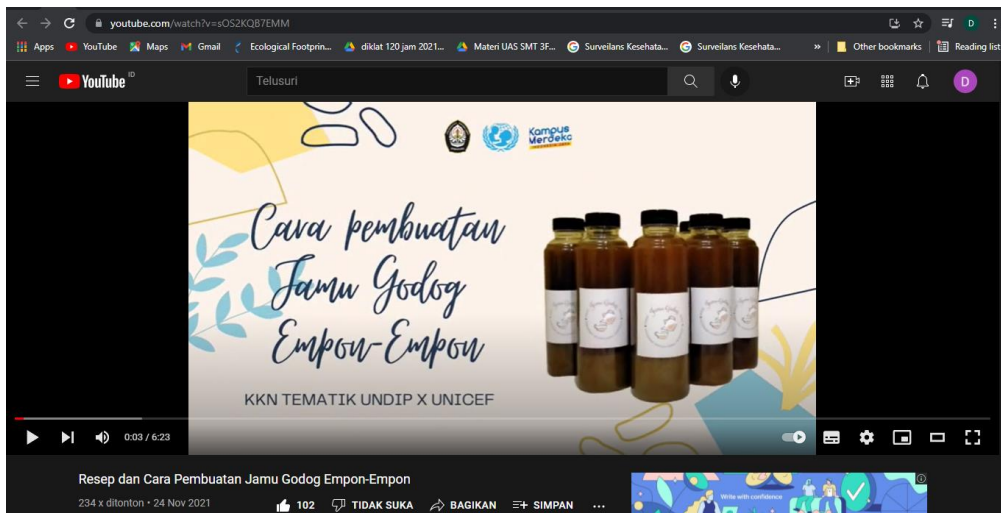 youtube.com/watch?v=sOS2KQB7EMM
D
Apps YouTube Maps Gmail Ecological Footprin... diklat 120 jam 2021... Materi UAS SMT 3F... Surveilans Kesehata... Surveilans Kesehata... » Other bookmarks Reading list
YouTube ID
Telusuri
D
Kampus
Merdeka
Cara pembuatan
Jamu Godog
Empon-Empon
KKN TEMATIK UNDIP X UNICEF
0:03 / 6:23
Resep dan Cara Pembuatan Jamu Godog Empon-Empon
234 x ditonton • 24 Nov 2021
102 TIDAK SUKA BAGIKAN SIMPAN ...
Write with confidence